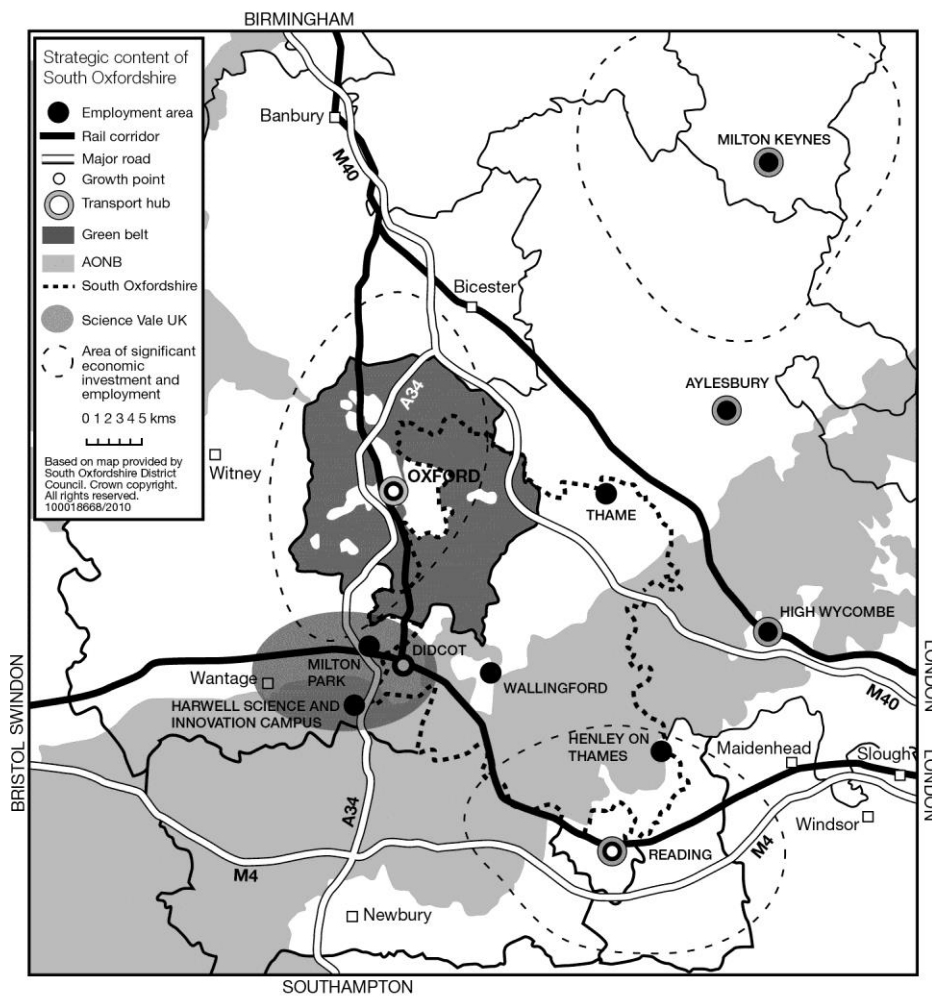 BIRMINGHAM
Strategic content of
South Oxfordshire
Employment area
Rail corridor
Major road
Growth point
Transport hub
Green belt
AONB
South Oxfordshire
Science Vale UK
Area of significant
economic
investment and
employment
0 1 2 3 4 5 kms
Based on map provided by
South Oxfordshire District
Council. Crown copyright.
All rights reserved.
100018668/2010
Banbury
M40
MILTON KEYNES
Bicester
A34
AYLESBURY
Witney
OXFORD
THAME
HIGH WYCOMBE
DIDCOT
MILTON
PARK
Wantage
WALLINGFORD
HARWELL SCIENCE AND
INNOVATION CAMPUS
M40
LONDON
SWINDON
BRISTOL
HENLEY ON
THAMES
Maidenhead
Slough
LONDON
A34
Windsor
READING
M4
M4
Newbury
SOUTHAMPTON